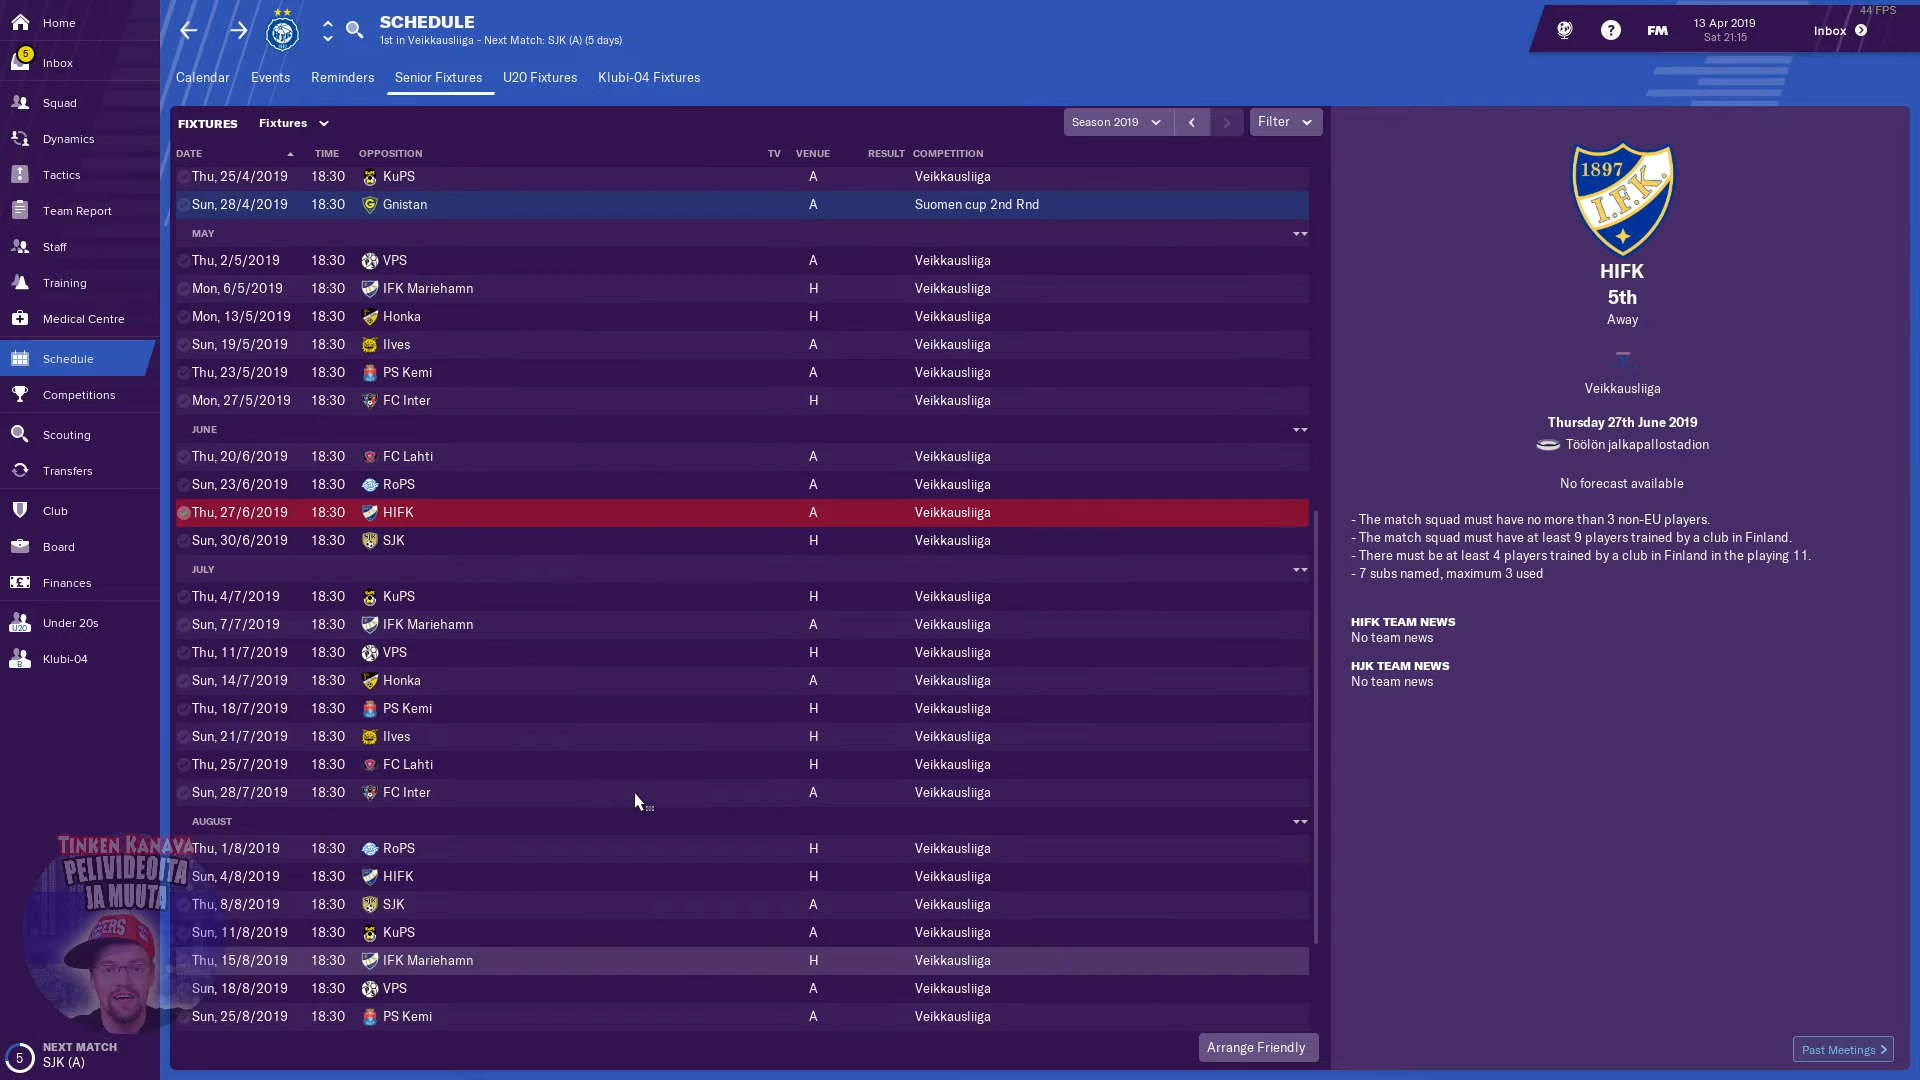 Home
5
Inbox
Squad
Dynamics
Tactics
Team Report
Staff
Training
Medical Centre
Schedule
Competitions
Scouting
Transfers
Club
Board
Finances
U20
Under 20s
B
Klubi-04
TINKEN KANAVA
PELIVIDEOITA
JA MUUTA
5
NEXT MATCH
SJK (A)
SCHEDULE
1st in Veikkausliiga - Next Match: SJK (A) (5 days)
Calendar Events Reminders Senior Fixtures U20 Fixtures Klubi-04 Fixtures
44 FPS
FM
13 Apr 2019
Sat 21:15
Inbox
FIXTURES Fixtures Season 2019 Filter
DATE TIME OPPOSITION TV VENUE RESULT COMPETITION
Thu, 25/4/2019 18:30 KuPS A Veikkausliiga
Sun, 28/4/2019 18:30 Gnistan A Suomen cup 2nd Rnd
MAY
Thu, 2/5/2019 18:30 VPS A Veikkausliiga
Mon, 6/5/2019 18:30 IFK Mariehamn H Veikkausliiga
Mon, 13/5/2019 18:30 Honka H Veikkausliiga
Sun, 19/5/2019 18:30 Ilves A Veikkausliiga
Thu, 23/5/2019 18:30 PS Kemi A Veikkausliiga
Mon, 27/5/2019 18:30 FC Inter H Veikkausliiga
JUNE
Thu, 20/6/2019 18:30 FC Lahti A Veikkausliiga
Sun, 23/6/2019 18:30 RoPS A Veikkausliiga
Thu, 27/6/2019 18:30 HIFK A Veikkausliiga
Sun, 30/6/2019 18:30 SJK H Veikkausliiga
JULY
Thu, 4/7/2019 18:30 KuPS H Veikkausliiga
Sun, 7/7/2019 18:30 IFK Mariehamn A Veikkausliiga
Thu, 11/7/2019 18:30 VPS H Veikkausliiga
Sun, 14/7/2019 18:30 Honka A Veikkausliiga
Thu, 18/7/2019 18:30 PS Kemi H Veikkausliiga
Sun, 21/7/2019 18:30 Ilves H Veikkausliiga
Thu, 25/7/2019 18:30 FC Lahti H Veikkausliiga
Sun, 28/7/2019 18:30 FC Inter A Veikkausliiga
AUGUST
Thu, 1/8/2019 18:30 RoPS H Veikkausliiga
Sun, 4/8/2019 18:30 HIFK H Veikkausliiga
Thu, 8/8/2019 18:30 SJK A Veikkausliiga
Sun, 11/8/2019 18:30 KuPS A Veikkausliiga
Thu, 15/8/2019 18:30 IFK Mariehamn H Veikkausliiga
Sun, 18/8/2019 18:30 VPS A Veikkausliiga
Sun, 25/8/2019 18:30 PS Kemi A Veikkausliiga
Arrange Friendly
1897
I.F.K.
HIFK
5th
Away
Veikkausliiga
Thursday 27th June 2019
Töölön jalkapallostadion
No forecast available
- The match squad must have no more than 3 non-EU players.
- The match squad must have at least 9 players trained by a club in Finland.
- There must be at least 4 players trained by a club in Finland in the playing 11.
- 7 subs named, maximum 3 used
HIFK TEAM NEWS
No team news
HJK TEAM NEWS
No team news
Past Meetings